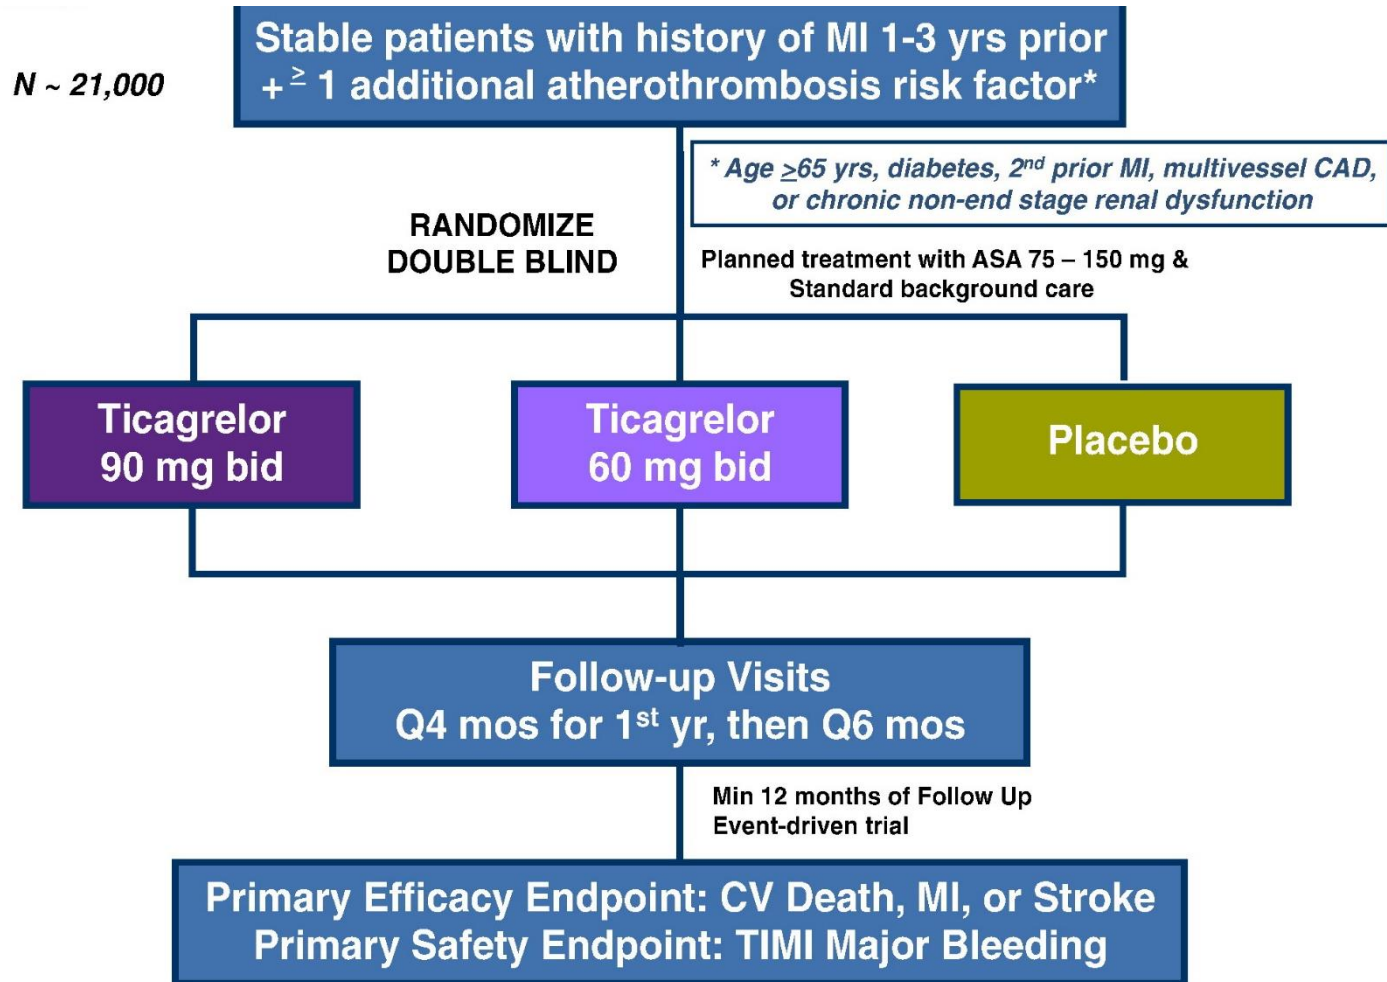 Stable patients with history of MI 1-3 yrs prior
+ ≥ 1 additional atherothrombosis risk factor*
N ~ 21,000
* Age ≥65 yrs, diabetes, 2nd prior MI, multivessel CAD,
or chronic non-end stage renal dysfunction
RANDOMIZE
DOUBLE BLIND
Planned treatment with ASA 75 – 150 mg &
Standard background care
Ticagrelor
90 mg bid
Ticagrelor
60 mg bid
Placebo
Follow-up Visits
Q4 mos for 1st yr, then Q6 mos
Min 12 months of Follow Up
Event-driven trial
Primary Efficacy Endpoint: CV Death, MI, or Stroke
Primary Safety Endpoint: TIMI Major Bleeding